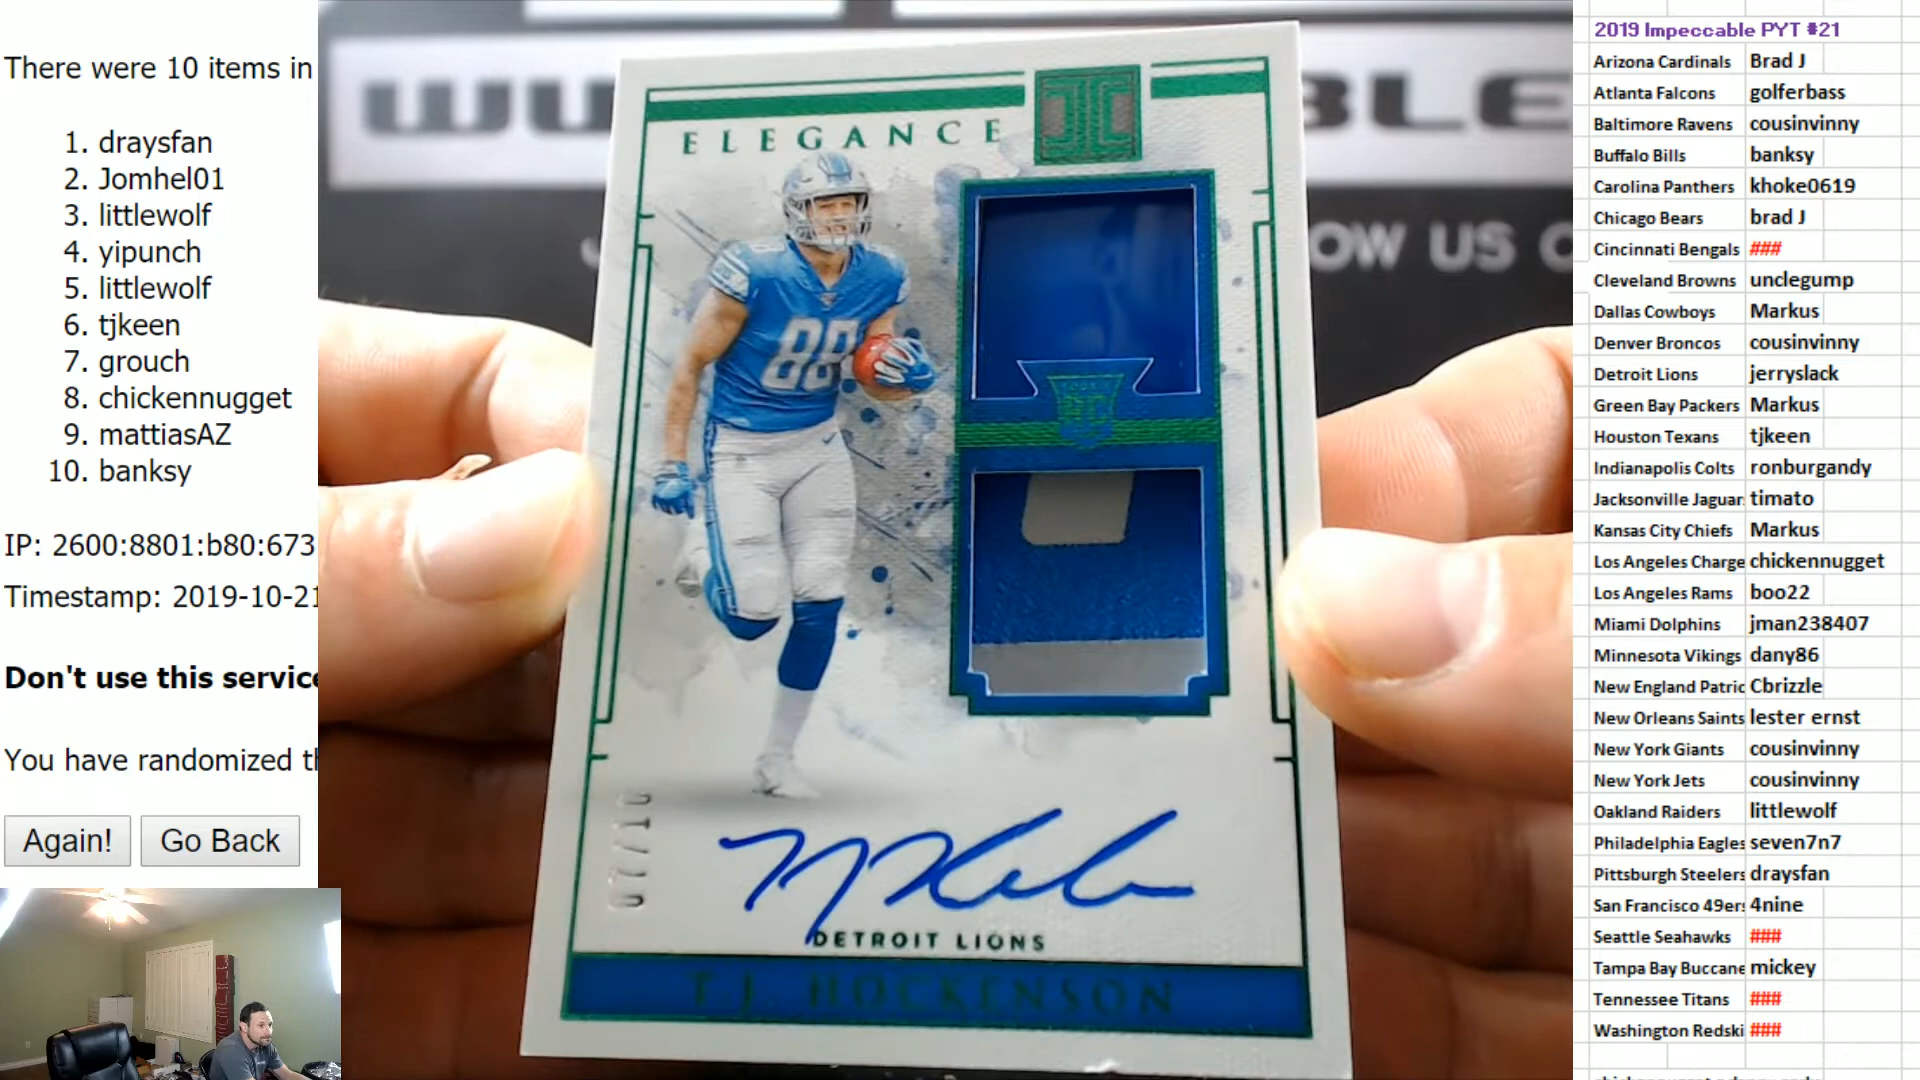 There were 10 items in
1. draysfan
2. Jomhel01
3. littlewolf
4. yipunch
5. littlewolf
6. tjkeen
7. grouch
8. chickennugget
9. mattiasAZ
10. banksy
IP: 2600:8801:b80:673
Timestamp: 2019-10-21
Don't use this service
You have randomized th
Again! Go Back
OW US O
ELEGANCE
88
RC
07/10
DETROIT LIONS
T.J. HOCKENSON
2019 Impeccable PYT #21
Arizona Cardinals Brad J
Atlanta Falcons golferbass
Baltimore Ravens cousinvinny
Buffalo Bills banksy
Carolina Panthers khoke0619
Chicago Bears brad J
Cincinnati Bengals ###
Cleveland Browns unclegump
Dallas Cowboys Markus
Denver Broncos cousinvinny
Detroit Lions jerryslack
Green Bay Packers Markus
Houston Texans tjkeen
Indianapolis Colts ronburgandy
Jacksonville Jaguar timato
Kansas City Chiefs Markus
Los Angeles Charge chickennugget
Los Angeles Rams boo22
Miami Dolphins jman238407
Minnesota Vikings dany86
New England Patric Cbrizzle
New Orleans Saints lester ernst
New York Giants cousinvinny
New York Jets cousinvinny
Oakland Raiders littlewolf
Philadelphia Eagles seven7n7
Pittsburgh Steelers draysfan
San Francisco 49ers 4nine
Seattle Seahawks ###
Tampa Bay Buccane mickey
Tennessee Titans ###
Washington Redski ###